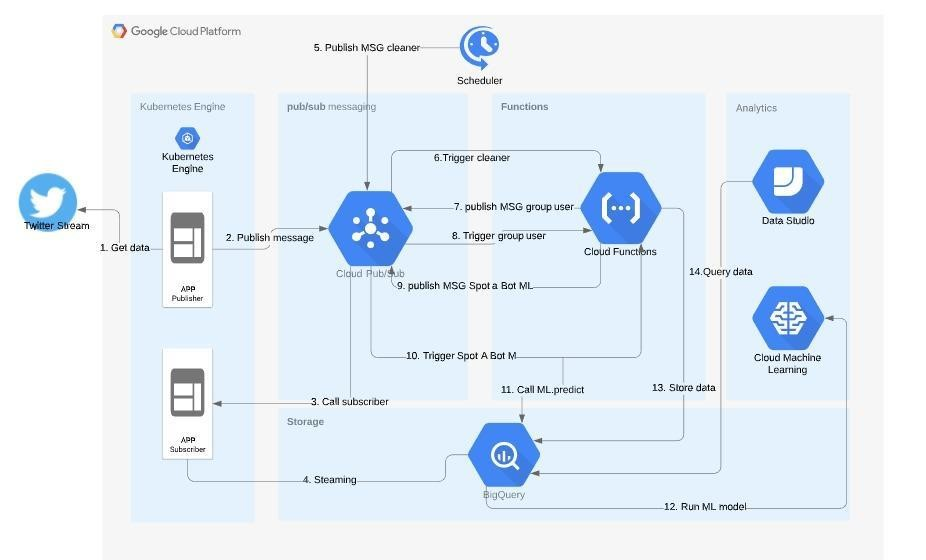 Google Cloud Platform
5. Publish MSG cleaner
Scheduler
Kubernetes Engine
pub/sub messaging
Functions
Analytics
Kubernetes
Engine
6.Trigger cleaner
Twitter Stream
7. publish MSG group user
Data Studio
1. Get data
2. Publish message
8. Trigger group user
Cloud Functions
Cloud Pub/Sub
14.Query data
9. publish MSG Spot a Bot ML
APP
Publisher
10. Trigger Spot A Bot M
Cloud Machine
Learning
11. Call ML.predict
13. Store data
3. Call subscriber
Storage
APP
Subscriber
4. Steaming
BigQuery
12. Run ML model